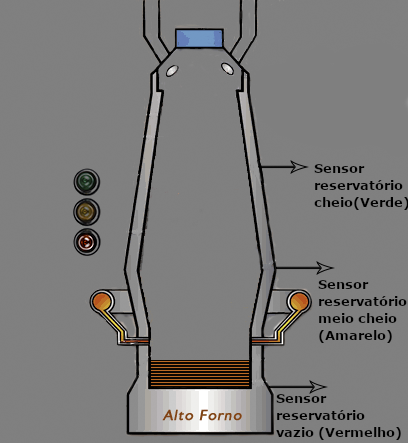 Sensor
reservatório
cheio(Verde)
Sensor
reservatório
meio cheio
(Amarelo)
Sensor
reservatório
vazio (Vermelho)
Alto Forno